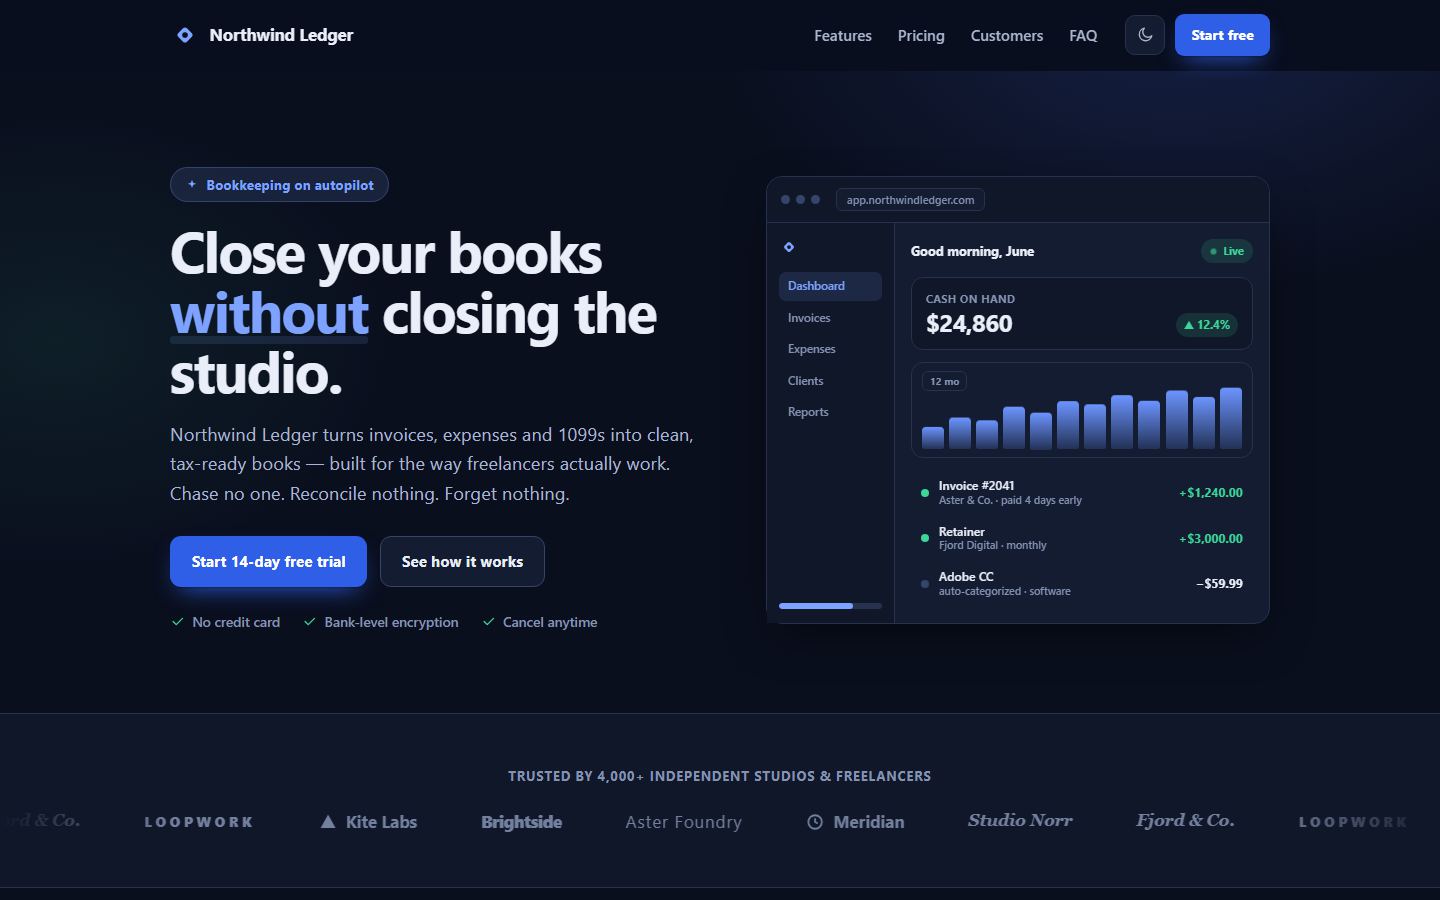 Northwind Ledger
Features
Pricing
Customers
FAQ
Start free
Bookkeeping on autopilot
Close your books
without closing the
studio.
Northwind Ledger turns invoices, expenses and 1099s into clean,
tax-ready books — built for the way freelancers actually work.
Chase no one. Reconcile nothing. Forget nothing.
Start 14-day free trial
See how it works
No credit card
Bank-level encryption
Cancel anytime
app.northwindledger.com
Dashboard
Invoices
Expenses
Clients
Reports
Good morning, June
Live
CASH ON HAND
$24,860
▲ 12.4%
12 mo
Invoice #2041
Aster & Co. · paid 4 days early
+$1,240.00
Retainer
Fjord Digital · monthly
+$3,000.00
Adobe CC
auto-categorized · software
−$59.99
TRUSTED BY 4,000+ INDEPENDENT STUDIOS & FREELANCERS
& Co.
LOOPWORK
Kite Labs
Brightside
Aster Foundry
Meridian
Studio Norr
Fjord & Co.
LOOPWORK